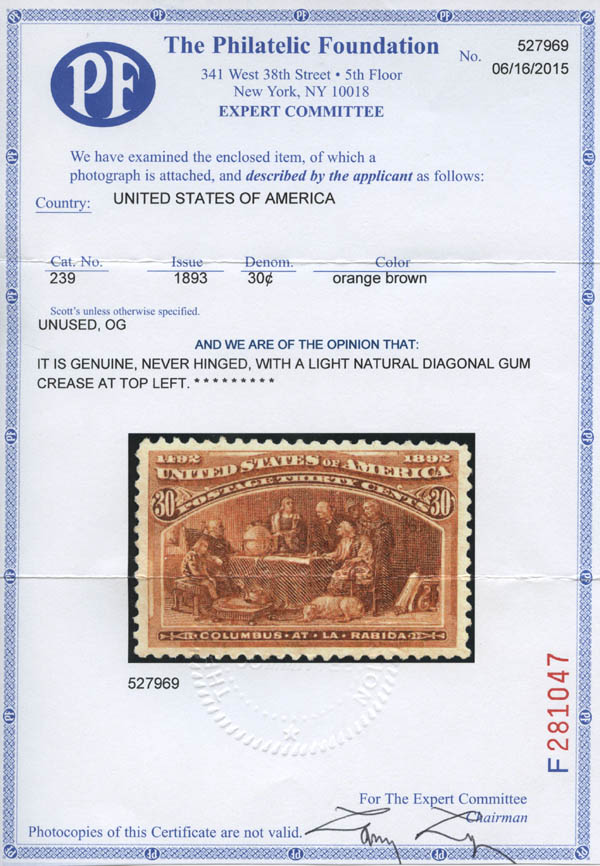 PF
The Philatelic Foundation
341 West 38th Street • 5th Floor
New York, NY 10018
EXPERT COMMITTEE
No. 527969
06/16/2015
We have examined the enclosed item, of which a
photograph is attached, and described by the applicant as follows:
Country: UNITED STATES OF AMERICA
Cat. No. Issue Denom. Color
239 1893 30¢ orange brown
Scott's unless otherwise specified.
UNUSED, OG
AND WE ARE OF THE OPINION THAT:
IT IS GENUINE, NEVER HINGED, WITH A LIGHT NATURAL DIAGONAL GUM
CREASE AT TOP LEFT. * * * * * * * * *
1492 1892
UNITED STATES OF AMERICA
POSTAGE THIRTY CENTS
30 30
COLUMBUS · AT · LA · RABIDA
527969
F 281047
For The Expert Committee
Chairman
Photocopies of this Certificate are not valid.